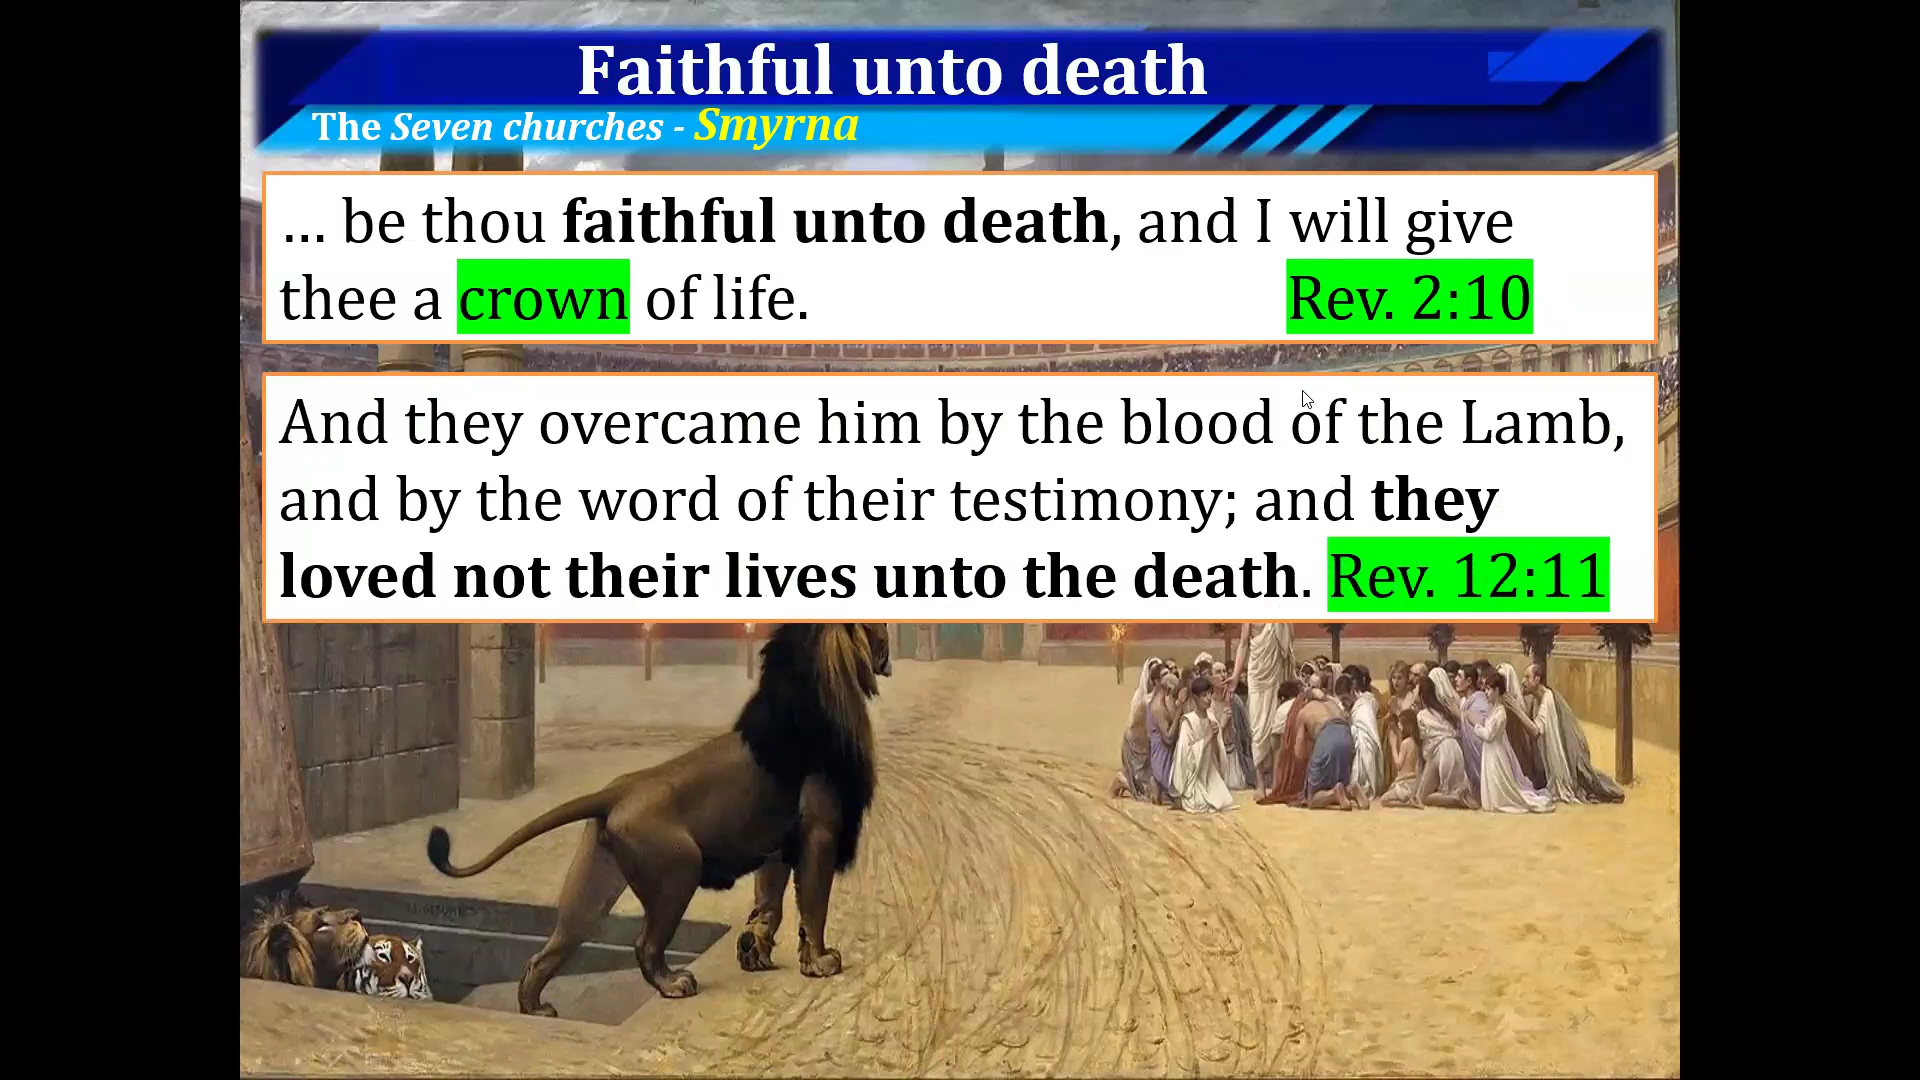 Faithful unto death
The Seven churches - Smyrna
... be thou faithful unto death, and I will give
thee a crown of life. Rev. 2:10
And they overcame him by the blood of the Lamb,
and by the word of their testimony; and they
loved not their lives unto the death. Rev. 12:11